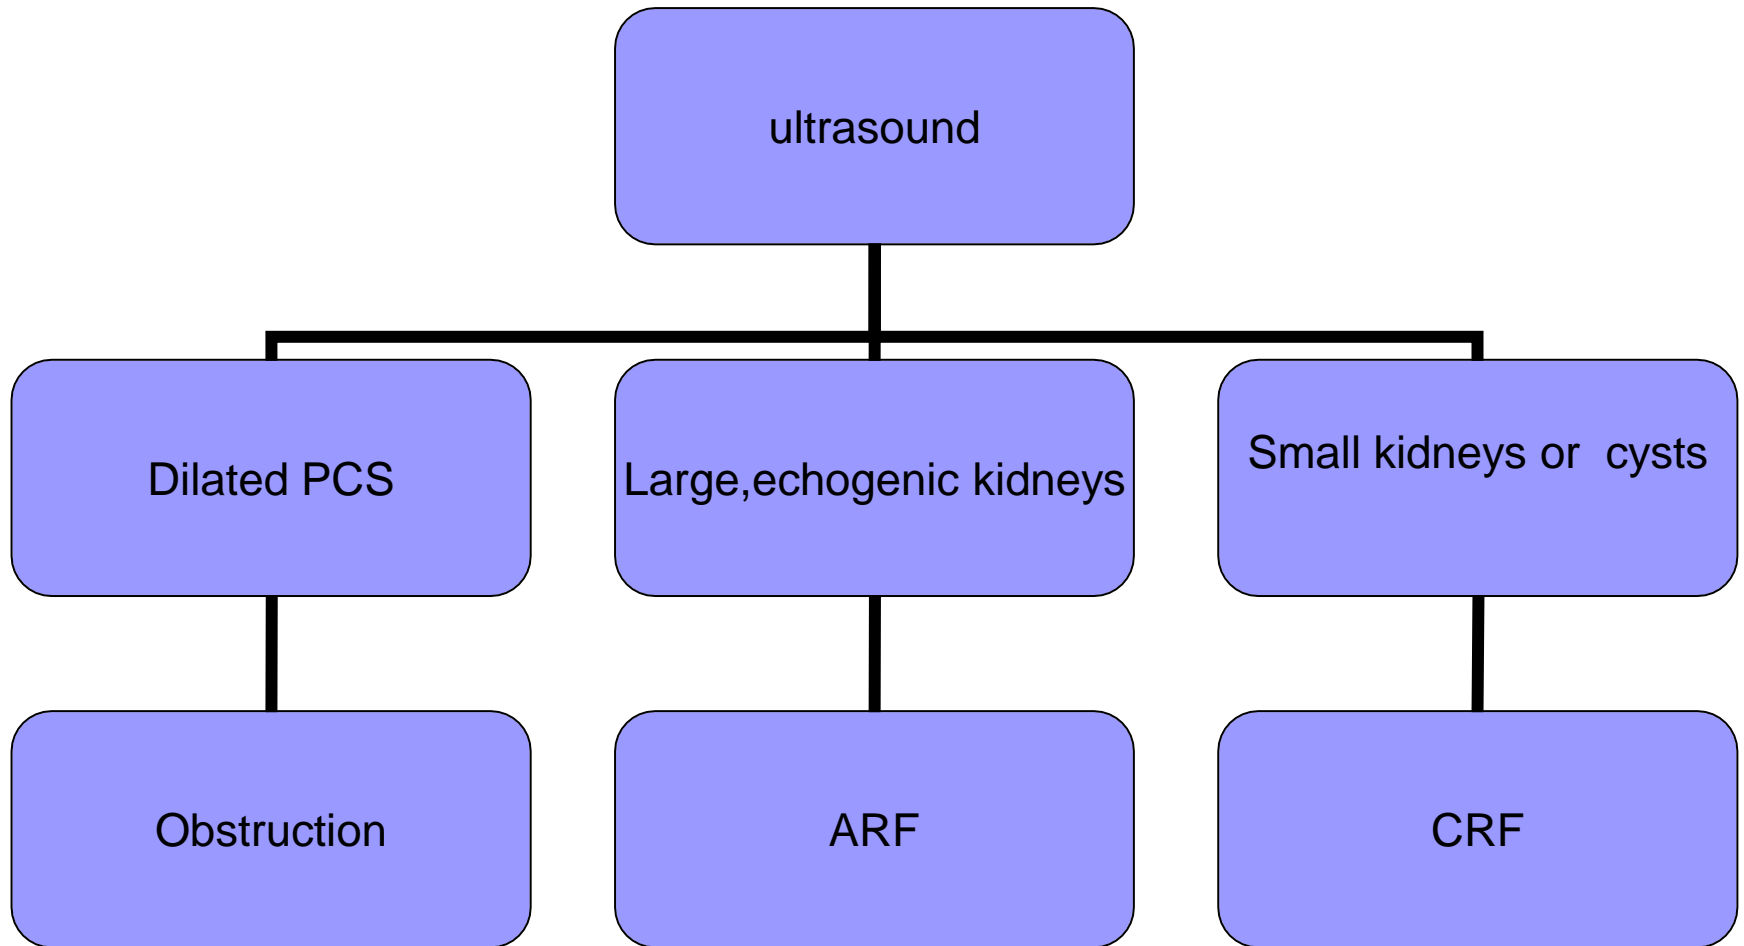 ultrasound
Dilated PCS
Large,echogenic kidneys
Small kidneys or  cysts
Obstruction
ARF
CRF